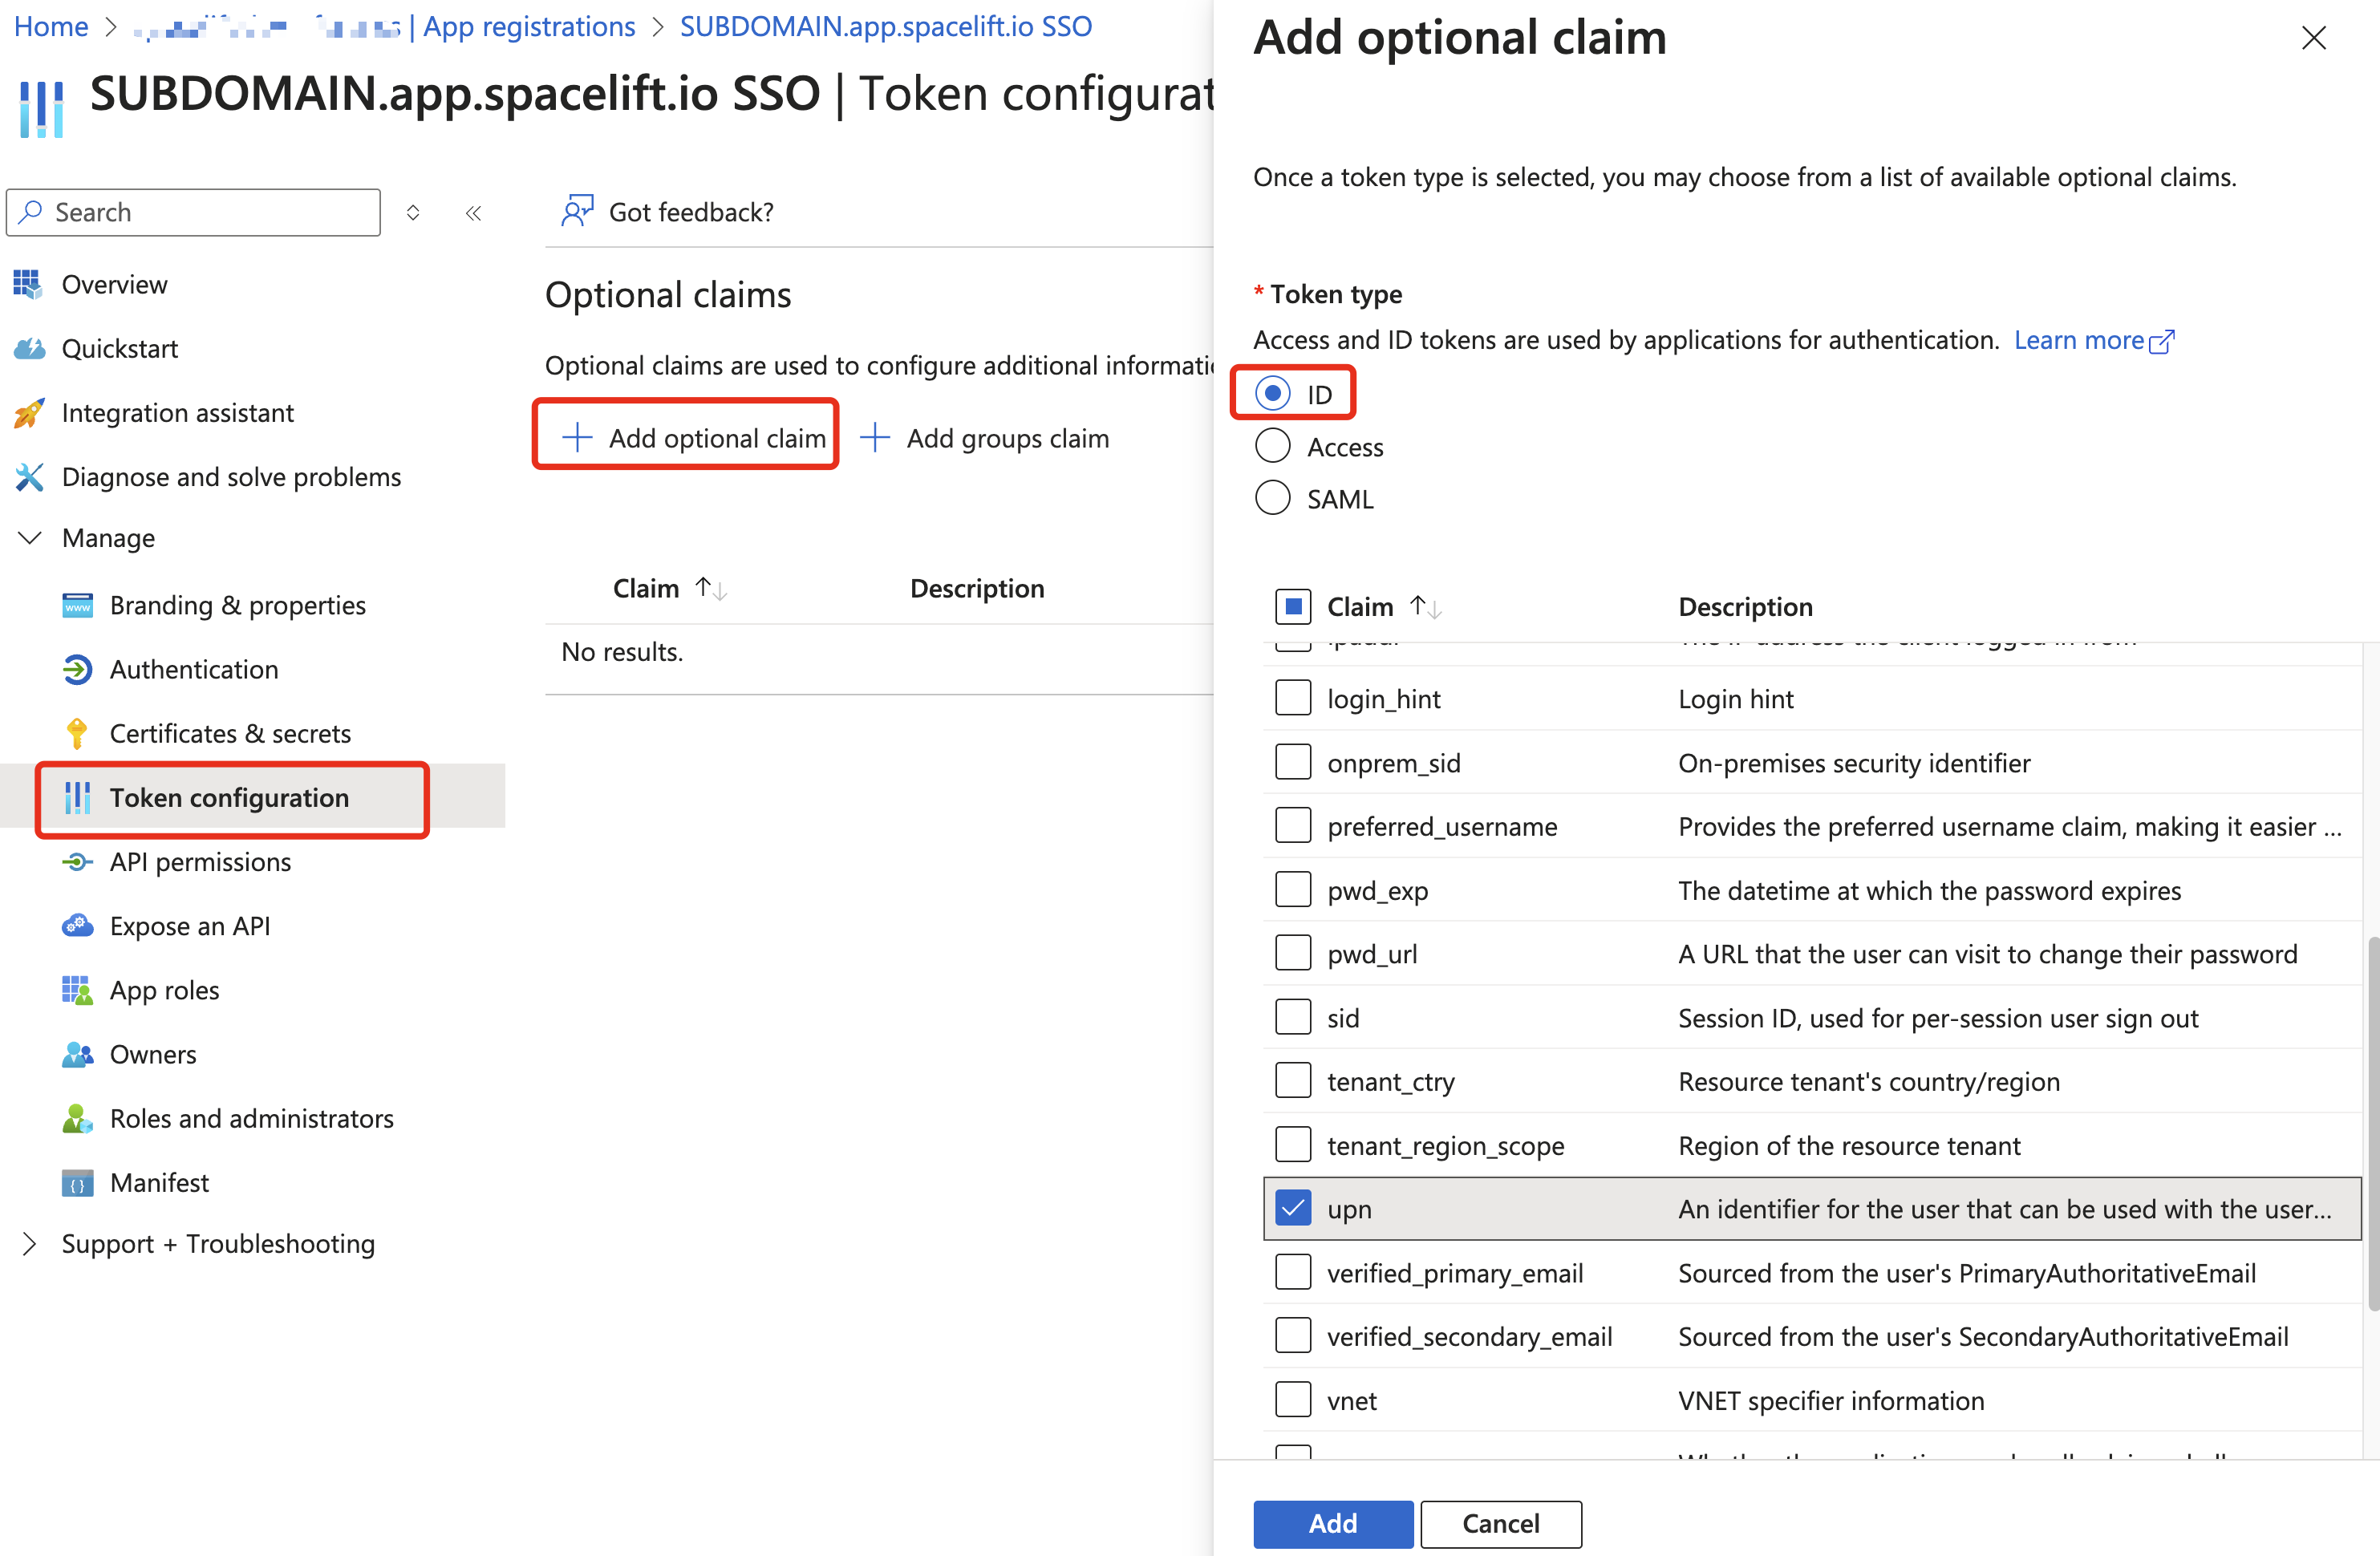 Home > | App registrations > SUBDOMAIN.app.spacelift.io SSO
SUBDOMAIN.app.spacelift.io SSO | Token configurat
Search
Overview
Quickstart
Integration assistant
Diagnose and solve problems
Manage
Branding & properties
Authentication
Certificates & secrets
Token configuration
API permissions
Expose an API
App roles
Owners
Roles and administrators
Manifest
Support + Troubleshooting
Got feedback?
Optional claims
Optional claims are used to configure additional informati
Add optional claim
Add groups claim
Claim Description
No results.
Add optional claim
Once a token type is selected, you may choose from a list of available optional claims.
* Token type
Access and ID tokens are used by applications for authentication. Learn more
ID
Access
SAML
Claim Description
ipaddr The IP address the client logged in from
login_hint Login hint
onprem_sid On-premises security identifier
preferred_username Provides the preferred username claim, making it easier ...
pwd_exp The datetime at which the password expires
pwd_url A URL that the user can visit to change their password
sid Session ID, used for per-session user sign out
tenant_ctry Resource tenant's country/region
tenant_region_scope Region of the resource tenant
upn An identifier for the user that can be used with the user...
verified_primary_email Sourced from the user's PrimaryAuthoritativeEmail
verified_secondary_email Sourced from the user's SecondaryAuthoritativeEmail
vnet VNET specifier information
Add
Cancel